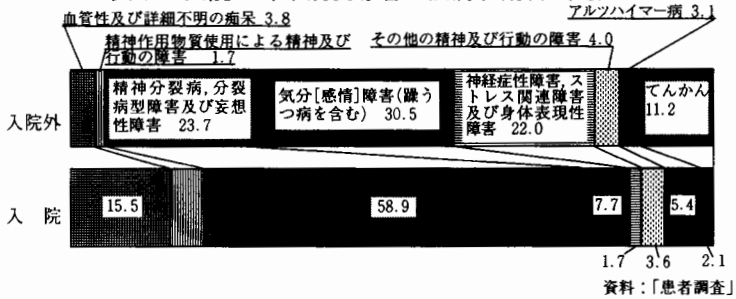 血管性及び詳細不明の痴呆 3.8
アルツハイマー病 3.1
精神作用物質使用による精神及び
行動の障害 1.7
その他の精神及び行動の障害 4.0
入院外
精神分裂病,分裂
病型障害及び妄想
性障害 23.7
気分[感情]障害(躁う
つ病を含む) 30.5
神経症性障害,ス
トレス関連障害
及び身体表現性
障害 22.0
てんかん
11.2
入 院
15.5
58.9
7.7
5.4
1.7
3.6
2.1
資料:「患者調査」